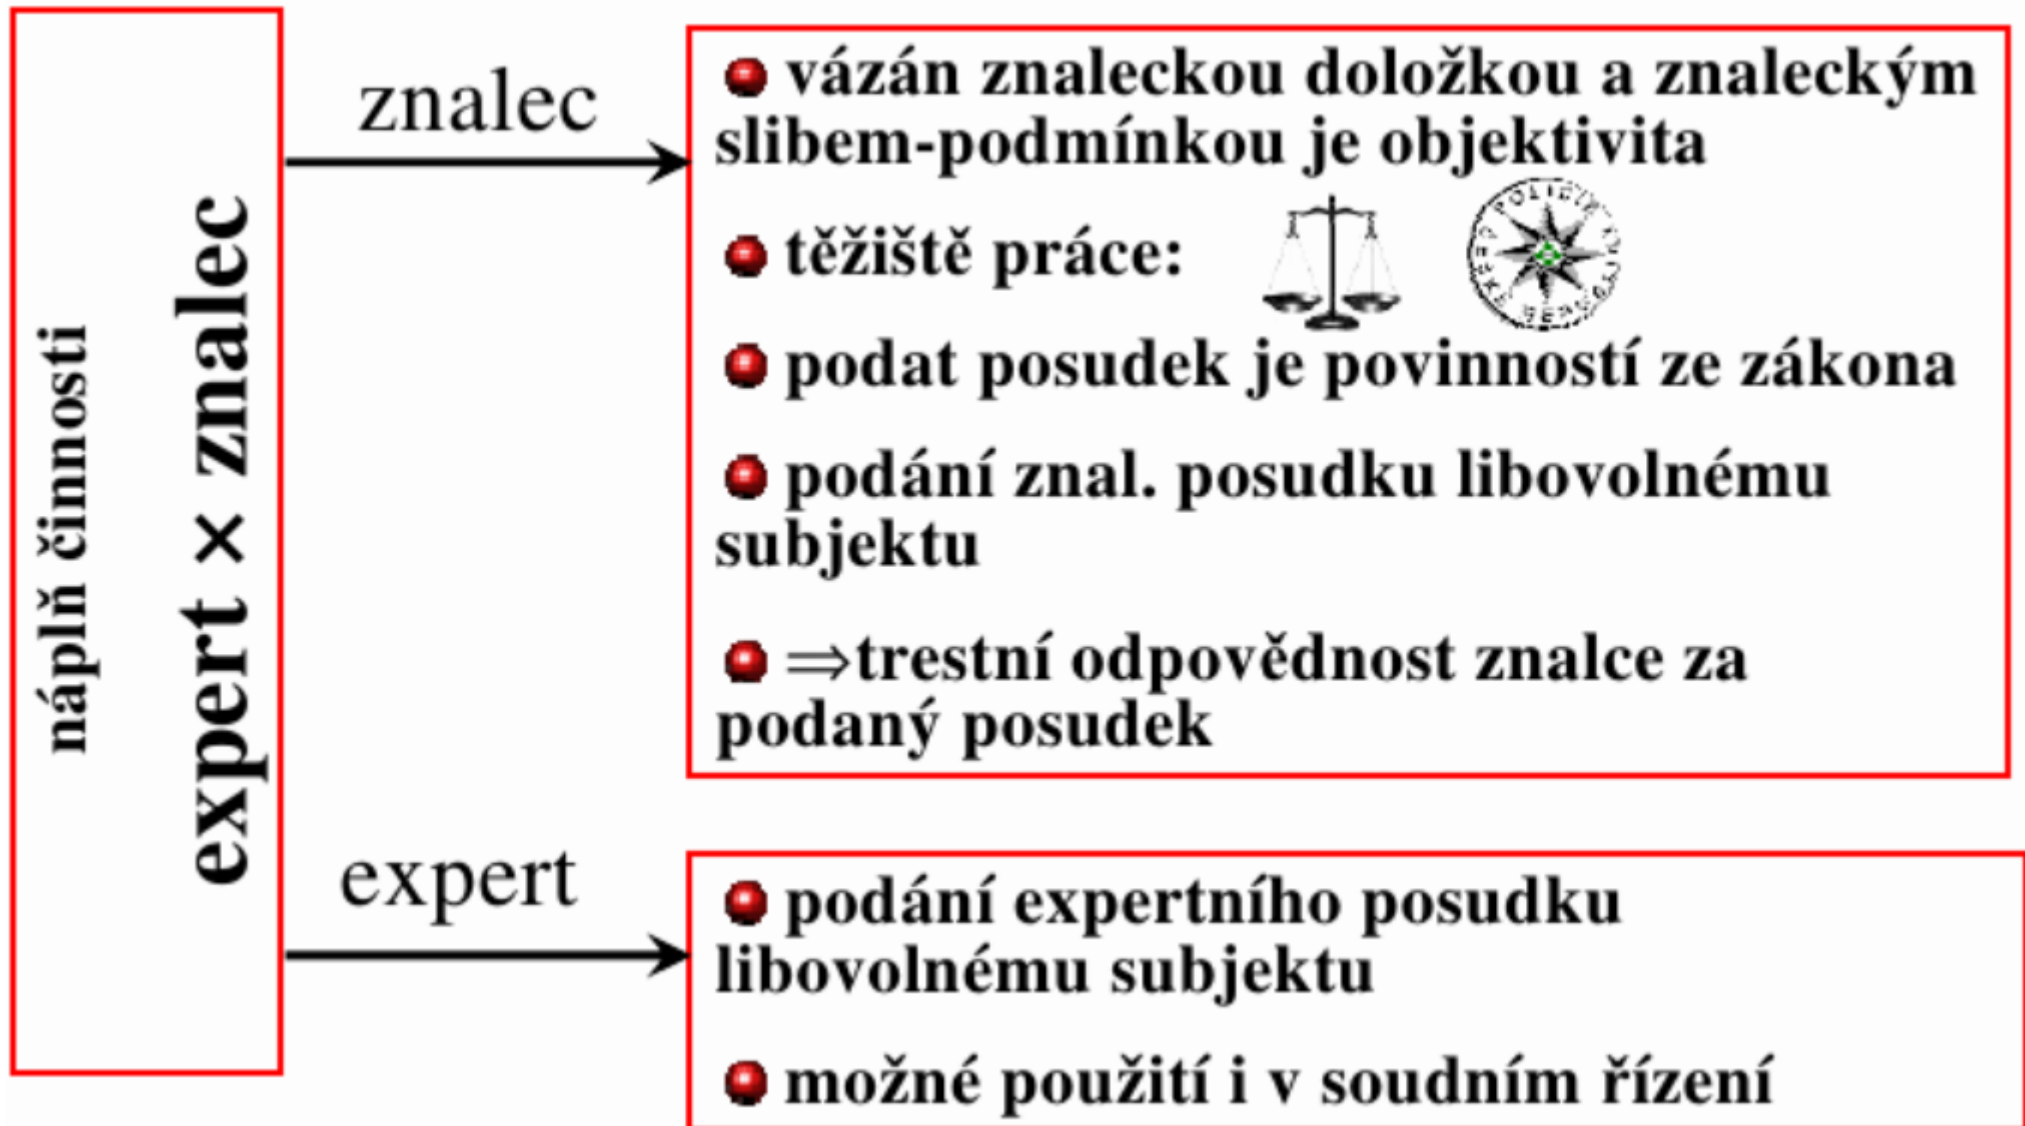 náplň činnosti
expert × znalec
znalec
vázán znaleckou doložkou a znaleckým
slibem-podmínkou je objektivita
těžiště práce:
podat posudek je povinností ze zákona
podání znal. posudku libovolnému
subjektu
⇒trestní odpovědnost znalce za
podaný posudek
expert
podání expertního posudku
libovolnému subjektu
možné použití i v soudním řízení